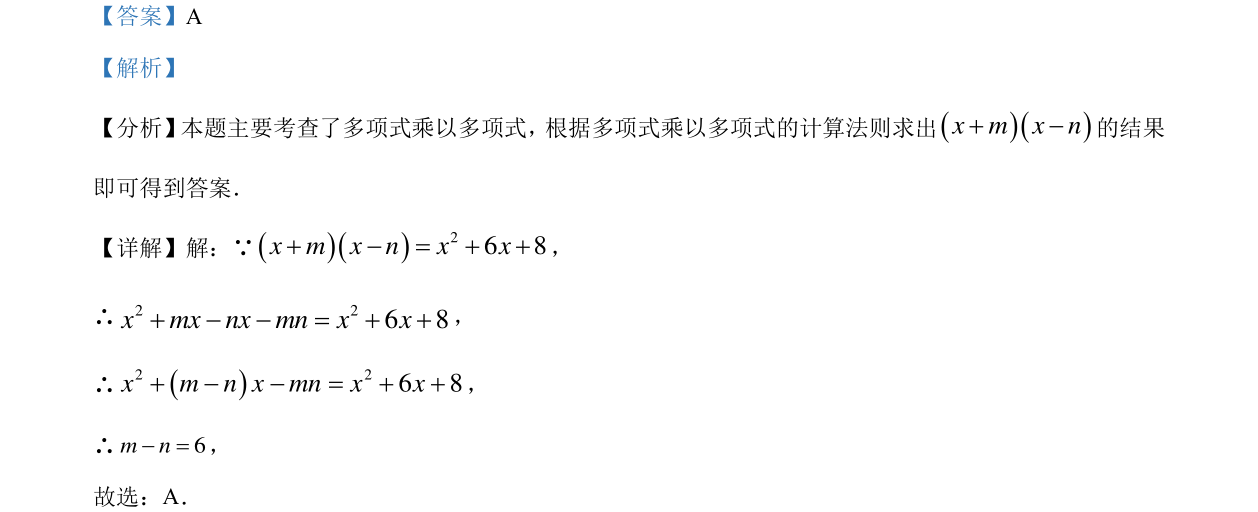 【答案】A
【解析】
【分析】本题主要考查了多项式乘以多项式，根据多项式乘以多项式的计算法则求出(x+m)(x−n)的结果
即可得到答案．
【详解】解：∵(x+m)(x−n)=x²+6x+8，
∴x²+mx−nx−mn=x²+6x+8，
∴x²+(m−n)x−mn=x²+6x+8，
∴m−n=6，
故选：A．